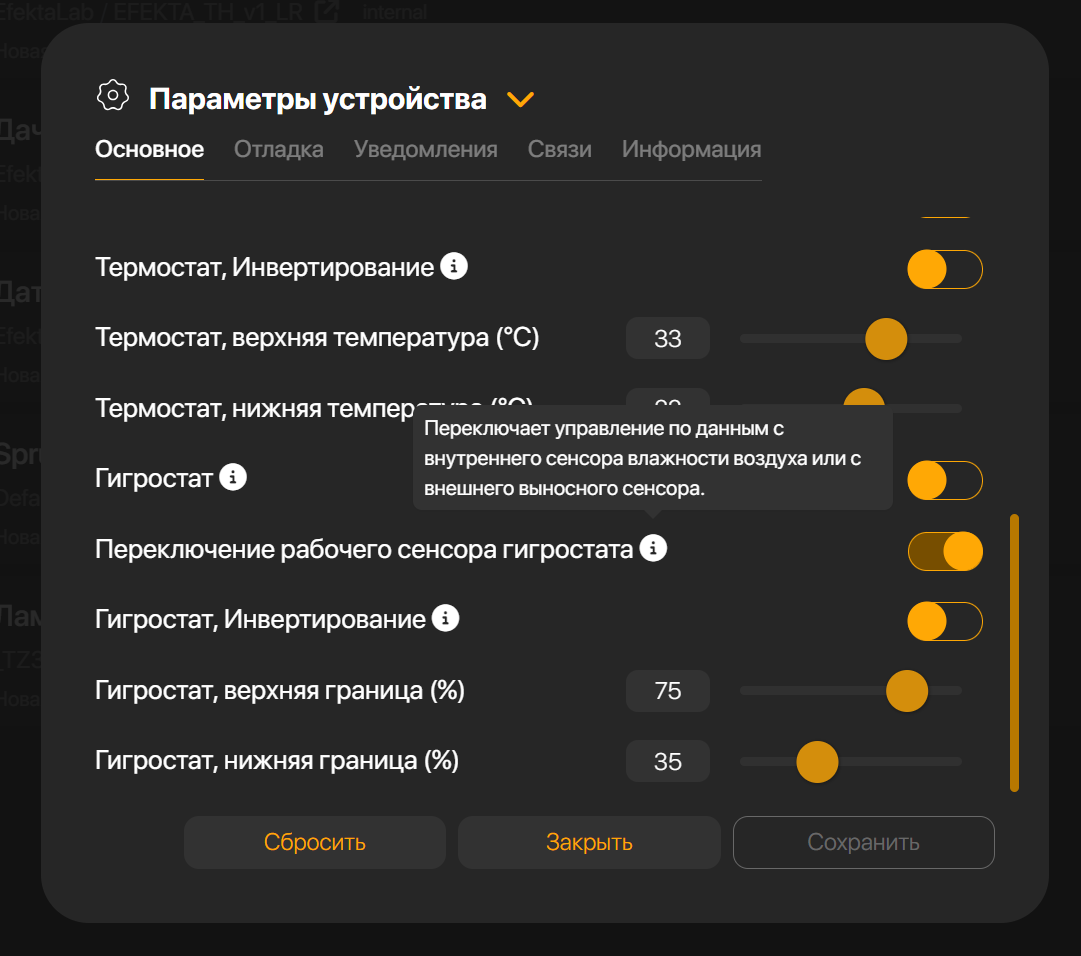 EfektaLab / EFEKTA_TH_v1_LR internal
Параметры устройства
Основное Отладка Уведомления Связи Информация
Термостат, Инвертирование
Термостат, верхняя температура (°C) 33
Термостат, нижняя температура (°C)
Переключает управление по данным с
внутреннего сенсора влажности воздуха или с
внешнего выносного сенсора.
Гигростат
Переключение рабочего сенсора гигростата
Гигростат, Инвертирование
Гигростат, верхняя граница (%) 75
Гигростат, нижняя граница (%) 35
Сбросить Закрыть Сохранить